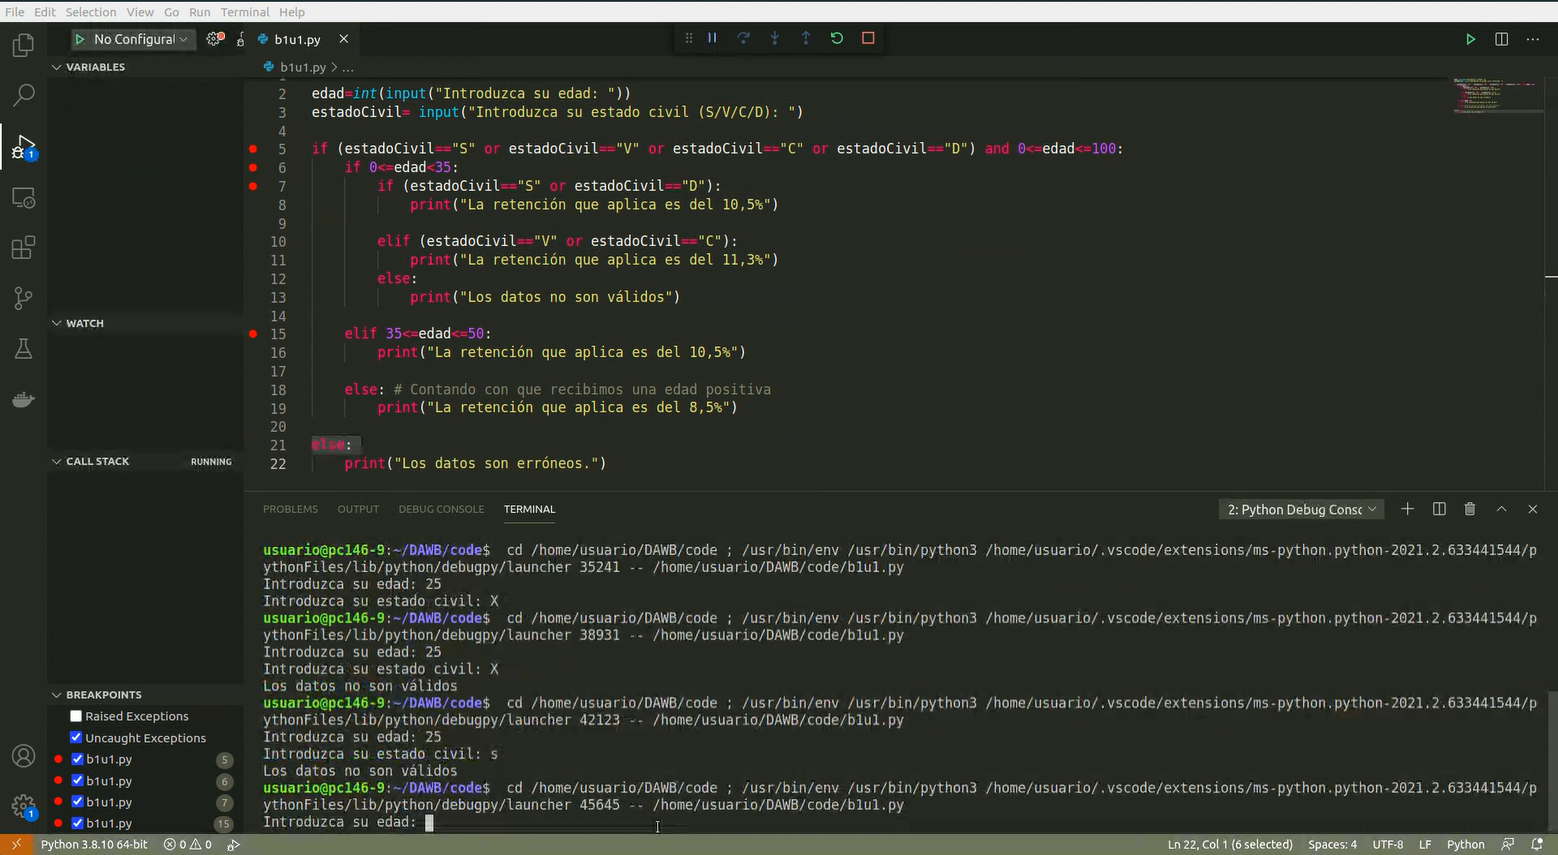 File Edit Selection View Go Run Terminal Help
No Configurat
b1u1.py
VARIABLES
b1u1.py > ...
2 edad=int(input("Introduzca su edad: "))
3 estadoCivil= input("Introduzca su estado civil (S/V/C/D): ")
4
5 if (estadoCivil=="S" or estadoCivil=="V" or estadoCivil=="C" or estadoCivil=="D") and 0<=edad<=100:
6 if 0<=edad<35:
7 if (estadoCivil=="S" or estadoCivil=="D"):
8 print("La retención que aplica es del 10,5%")
9
10 elif (estadoCivil=="V" or estadoCivil=="C"):
11 print("La retención que aplica es del 11,3%")
12 else:
13 print("Los datos no son válidos")
14
15 elif 35<=edad<=50:
16 print("La retención que aplica es del 10,5%")
17
18 else: # Contando con que recibimos una edad positiva
19 print("La retención que aplica es del 8,5%")
20
21 else:
22 print("Los datos son erróneos.")
WATCH
CALL STACK RUNNING
BREAKPOINTS
Raised Exceptions
Uncaught Exceptions
b1u1.py 5
b1u1.py 6
b1u1.py 7
b1u1.py 15
PROBLEMS OUTPUT DEBUG CONSOLE TERMINAL
2: Python Debug Consc
usuario@pc146-9:~/DAWB/code$ cd /home/usuario/DAWB/code ; /usr/bin/env /usr/bin/python3 /home/usuario/.vscode/extensions/ms-python.python-2021.2.633441544/p
ythonFiles/lib/python/debugpy/launcher 35241 -- /home/usuario/DAWB/code/b1u1.py
Introduzca su edad: 25
Introduzca su estado civil: X
usuario@pc146-9:~/DAWB/code$ cd /home/usuario/DAWB/code ; /usr/bin/env /usr/bin/python3 /home/usuario/.vscode/extensions/ms-python.python-2021.2.633441544/p
ythonFiles/lib/python/debugpy/launcher 38931 -- /home/usuario/DAWB/code/b1u1.py
Introduzca su edad: 25
Introduzca su estado civil: X
Los datos no son válidos
usuario@pc146-9:~/DAWB/code$ cd /home/usuario/DAWB/code ; /usr/bin/env /usr/bin/python3 /home/usuario/.vscode/extensions/ms-python.python-2021.2.633441544/p
ythonFiles/lib/python/debugpy/launcher 42123 -- /home/usuario/DAWB/code/b1u1.py
Introduzca su edad: 25
Introduzca su estado civil: s
Los datos no son válidos
usuario@pc146-9:~/DAWB/code$ cd /home/usuario/DAWB/code ; /usr/bin/env /usr/bin/python3 /home/usuario/.vscode/extensions/ms-python.python-2021.2.633441544/p
ythonFiles/lib/python/debugpy/launcher 45645 -- /home/usuario/DAWB/code/b1u1.py
Introduzca su edad:
1
1
Python 3.8.10 64-bit 0 0 Ln 22, Col 1 (6 selected) Spaces: 4 UTF-8 LF Python